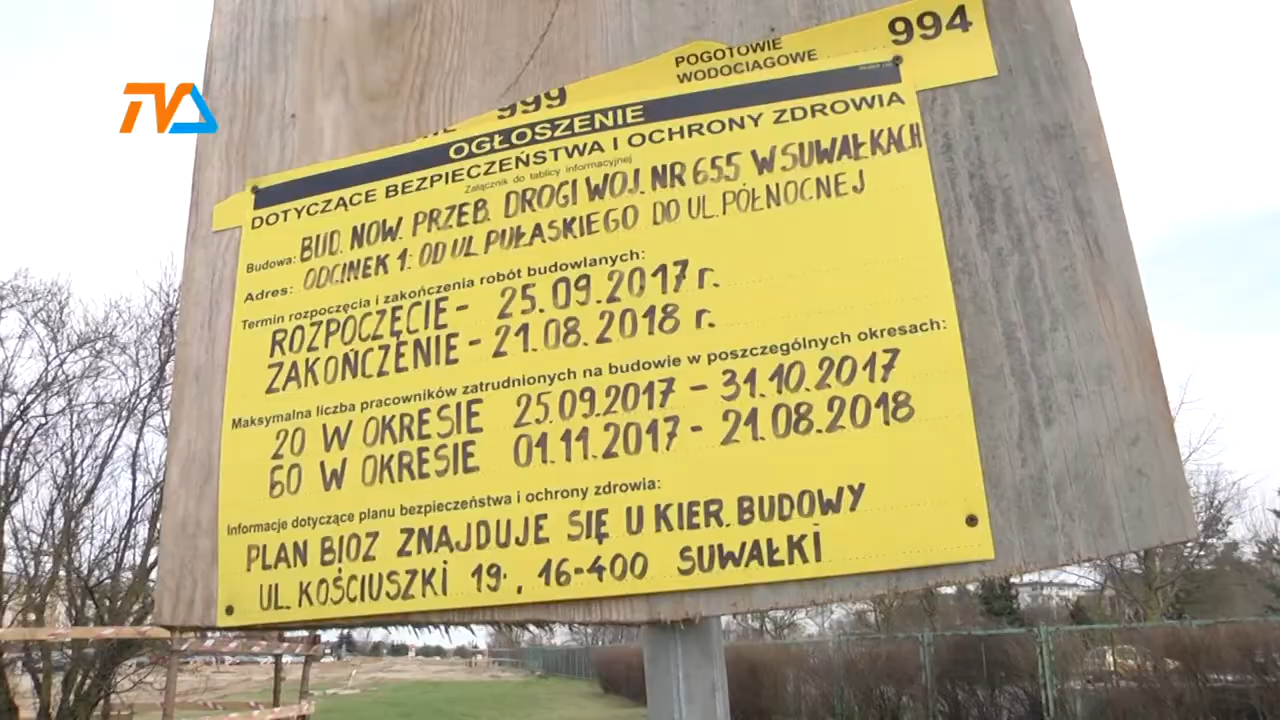 TVS
POGOTOWIE
WODOCIĄGOWE
994
999
OGŁOSZENIE
DOTYCZĄCE BEZPIECZEŃSTWA I OCHRONY ZDROWIA
Załącznik do tablicy informacyjnej
Budowa: BUD. NOW. PRZEB. DROGI WOJ. NR 655 W SUWAŁKACH
Adres: ODCINEK 1: OD UL PUŁASKIEGO DO UL. PÓŁNOCNEJ
Termin rozpoczęcia i zakończenia robót budowlanych:
ROZPOCZĘCIE - 25.09.2017 r.
ZAKOŃCZENIE - 21.08.2018 r.
Maksymalna liczba pracowników zatrudnionych na budowie w poszczególnych okresach:
20 W OKRESIE 25.09.2017 - 31.10.2017
60 W OKRESIE 01.11.2017 - 21.08.2018
Informacje dotyczące planu bezpieczeństwa i ochrony zdrowia:
PLAN BIOZ ZNAJDUJE SIĘ U KIER. BUDOWY
UL. KOŚCIUSZKI 19, 16-400 SUWAŁKI